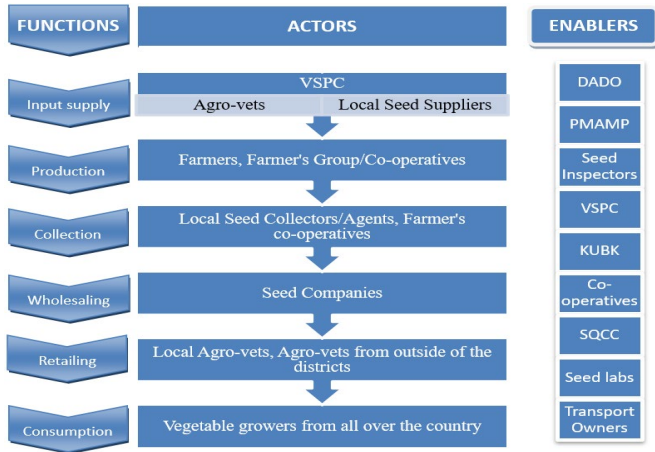 FUNCTIONS
ACTORS
ENABLERS
Input supply
VSPC
Agro-vets
Local Seed Suppliers
Production
Farmers, Farmer's Group/Co-operatives
Collection
Local Seed Collectors/Agents, Farmer's
co-operatives
Wholesaling
Seed Companies
Retailing
Local Agro-vets, Agro-vets from outside of the
districts
Consumption
Vegetable growers from all over the country
DADO
PMAMP
Seed
Inspectors
VSPC
KUBK
Co-
operatives
SQCC
Seed labs
Transport
Owners